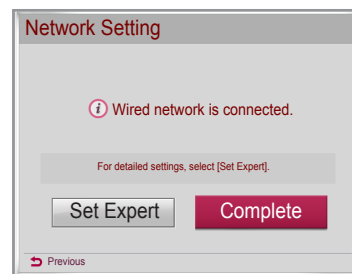 Network Setting
Wired network is connected.
For detailed settings, select [Set Expert].
Set Expert Complete
Previous